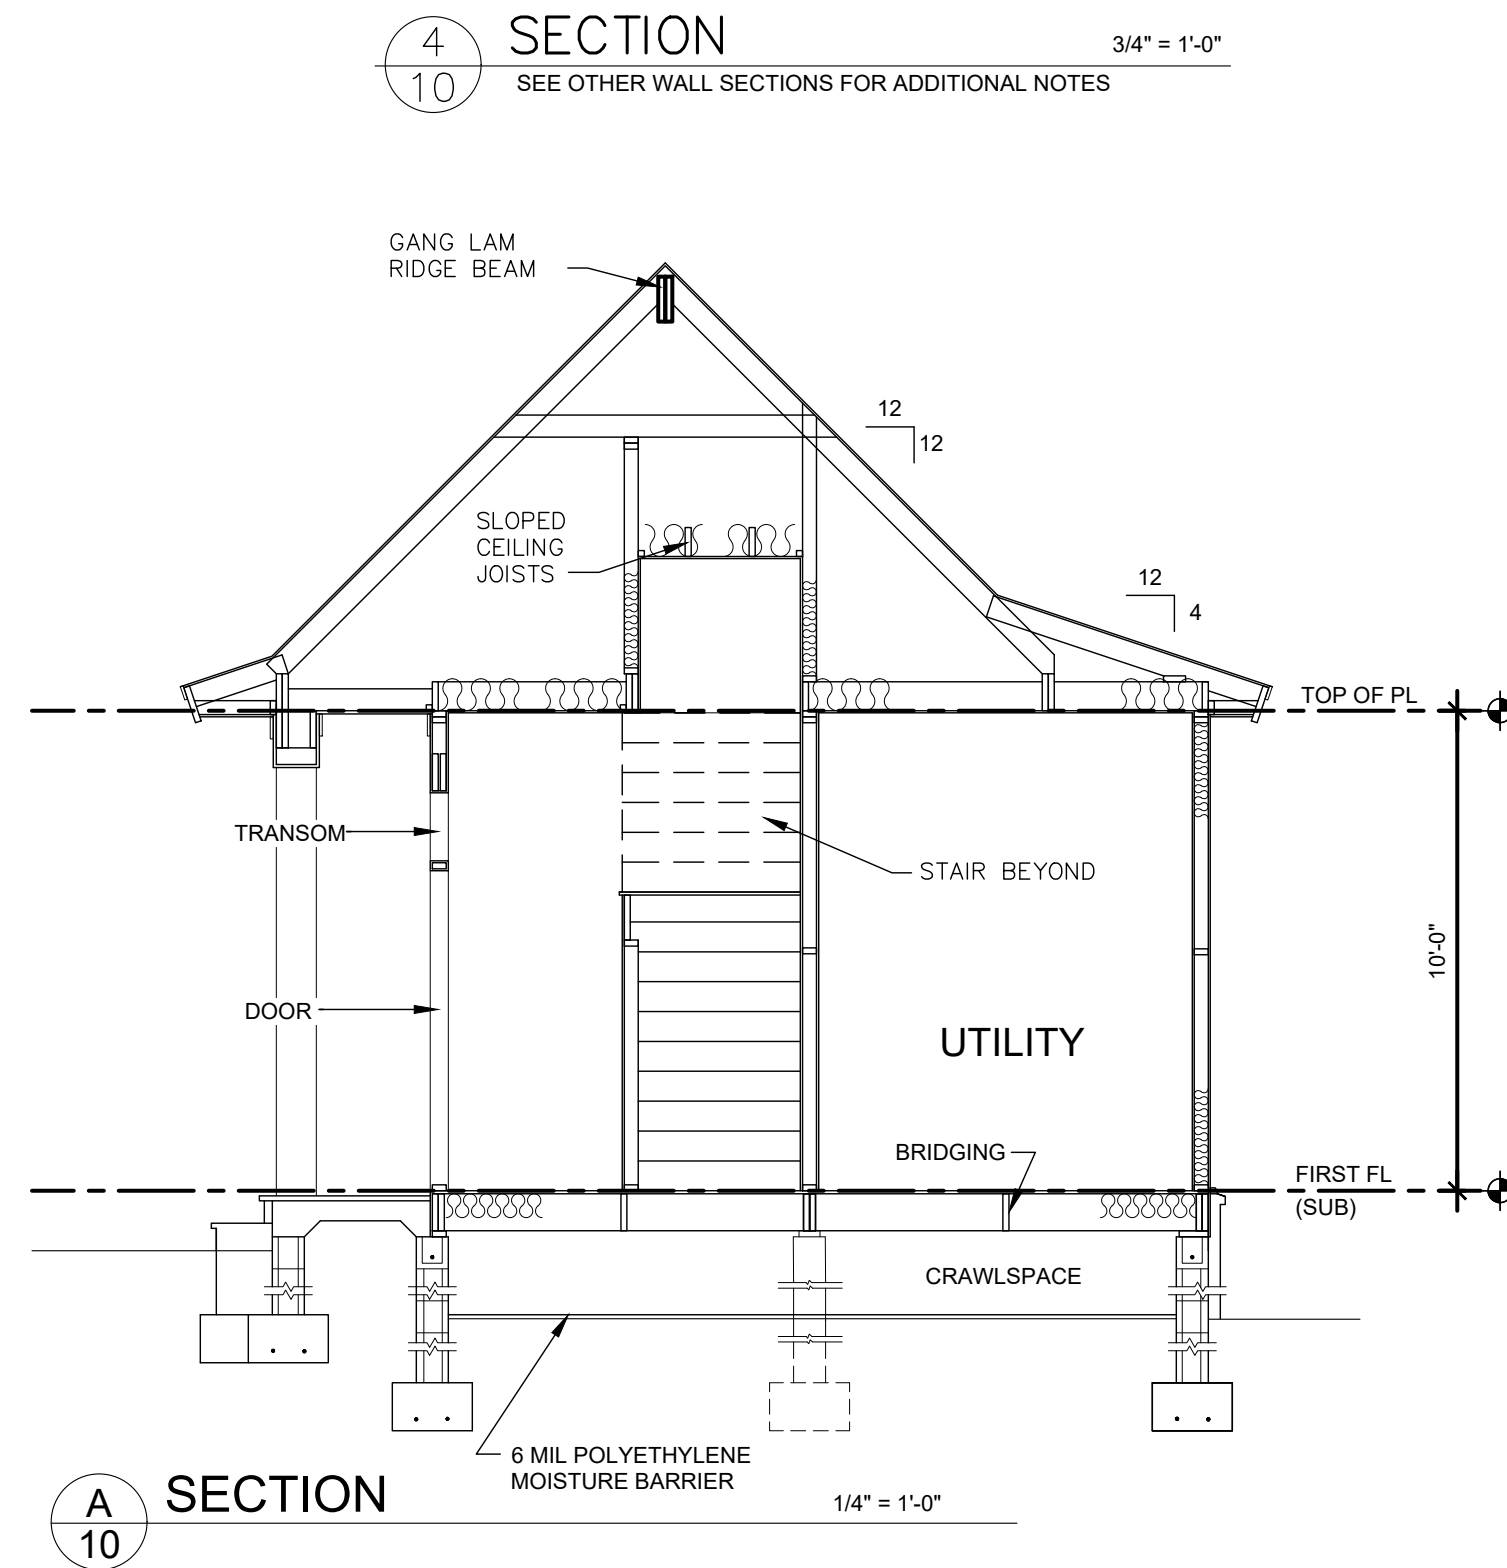 4
10
SECTION
3/4" = 1'-0"
SEE OTHER WALL SECTIONS FOR ADDITIONAL NOTES
GANG LAM
RIDGE BEAM
12
12
SLOPED
CEILING
JOISTS
12
4
TOP OF PL
TRANSOM
STAIR BEYOND
10'-0"
DOOR
UTILITY
BRIDGING
FIRST FL
(SUB)
CRAWLSPACE
6 MIL POLYETHYLENE
MOISTURE BARRIER
A
10
SECTION
1/4" = 1'-0"